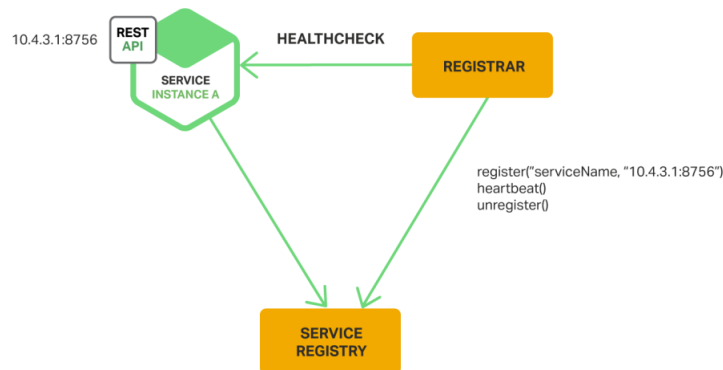 10.4.3.1:8756
REST
API
HEALTHCHECK
REGISTRAR
SERVICE
INSTANCE A
register("serviceName, "10.4.3.1:8756")
heartbeat()
unregister()
SERVICE
REGISTRY